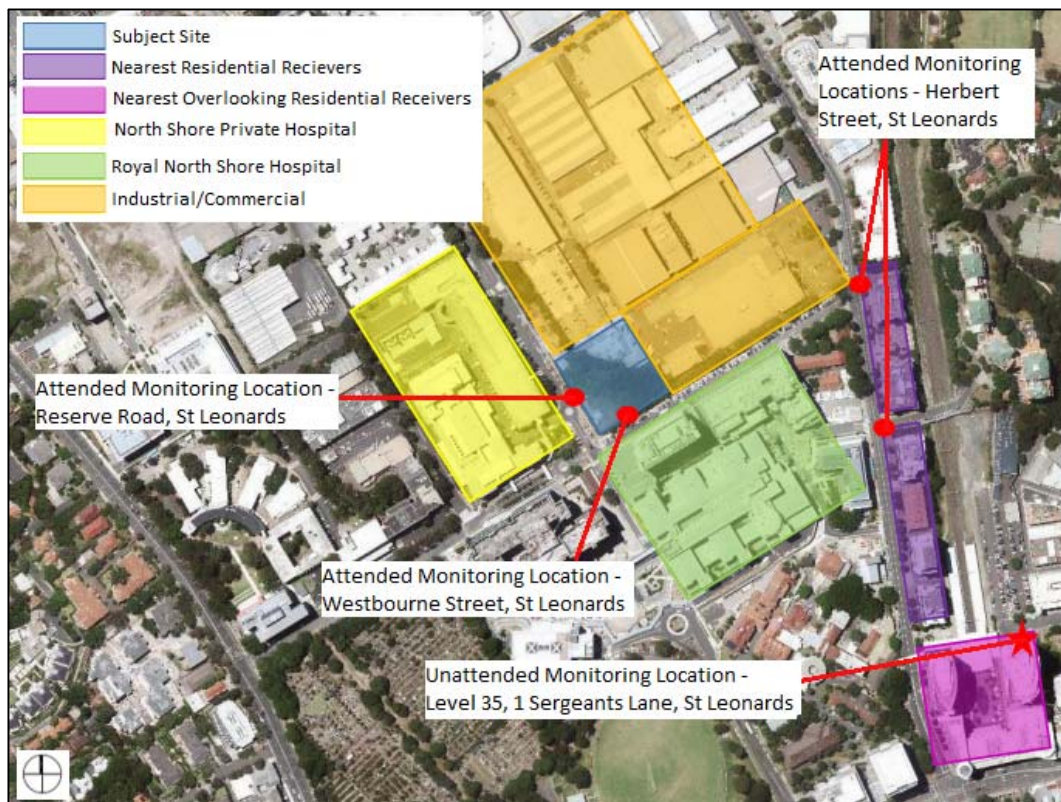 Subject Site
Nearest Residential Recievers
Nearest Overlooking Residential Receivers
North Shore Private Hospital
Royal North Shore Hospital
Industrial/Commercial
Attended Monitoring
Locations - Herbert
Street, St Leonards
Attended Monitoring Location -
Reserve Road, St Leonards
Attended Monitoring Location -
Westbourne Street, St Leonards
Unattended Monitoring Location -
Level 35, 1 Sergeants Lane, St Leonards